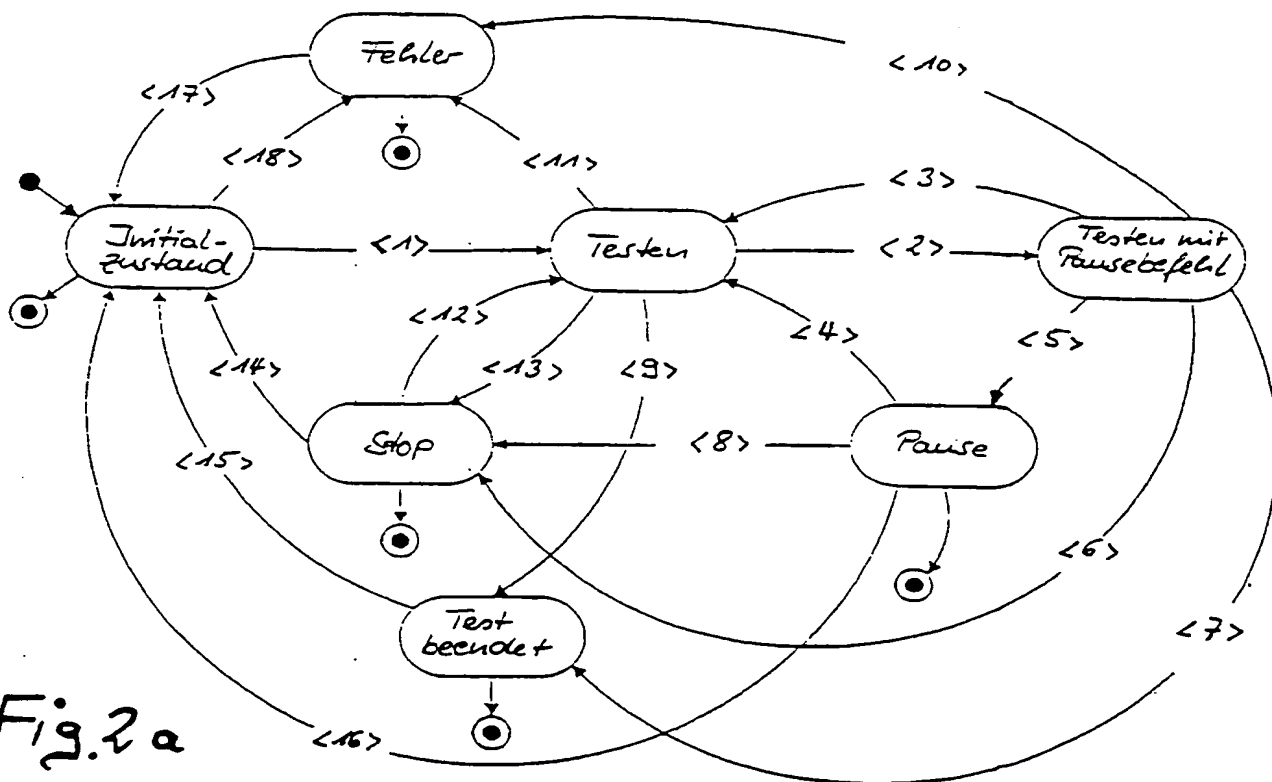 Fehler
<10>
<17>
<18>
<11>
<3>
Initial-
zustand
<1>
Testen
<2>
Testen mit
Pausebefehl
<12>
<4>
<5>
<14>
<13>
<9>
Stop
<8>
Pause
<15>
<6>
Test
beendet
<7>
Fig. 2a
<16>